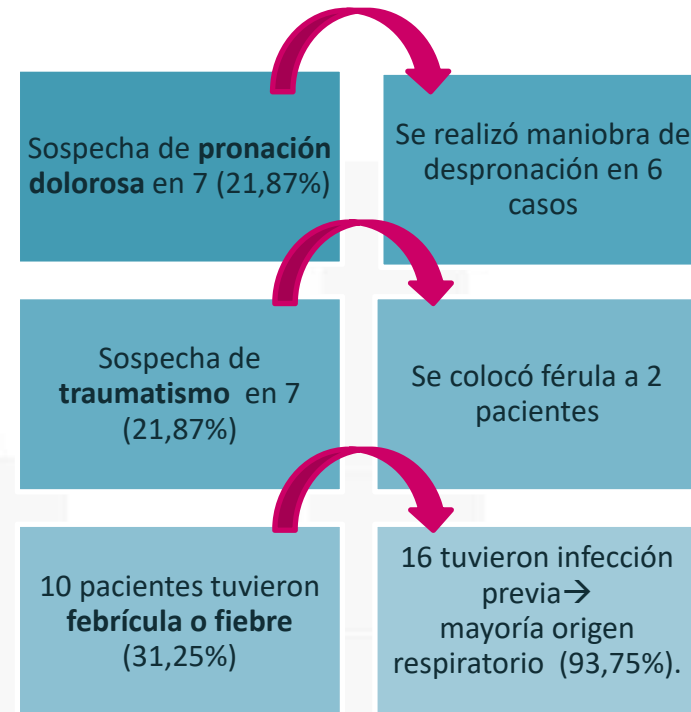 Sospecha de pronación
dolorosa en 7 (21,87%)
Se realizó maniobra de
despronación en 6
casos
Sospecha de
traumatismo en 7
(21,87%)
Se colocó férula a 2
pacientes
10 pacientes tuvieron
febrícula o fiebre
(31,25%)
16 tuvieron infección
previa→
mayoría origen
respiratorio (93,75%).